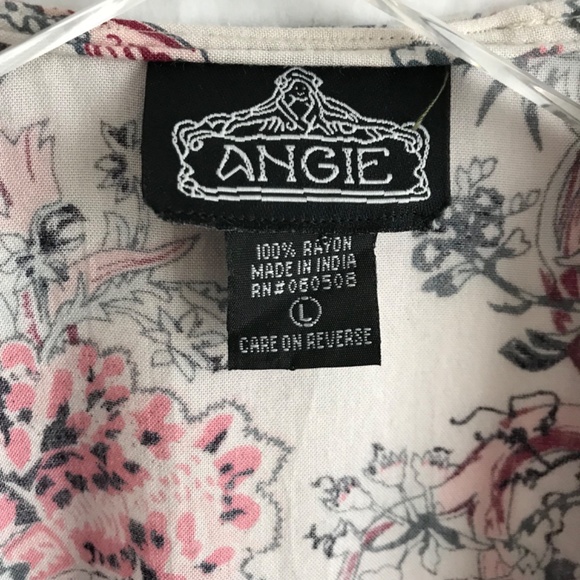 ANGIE
100% RAYON
MADE IN INDIA
RN#060508
L
CARE ON REVERSE